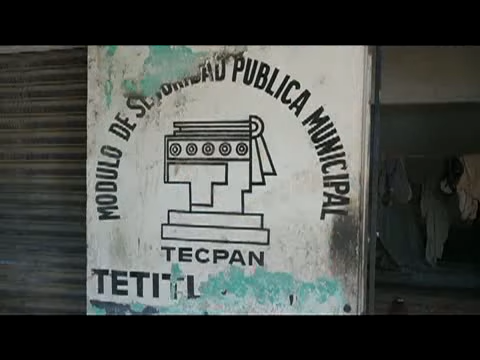 MODULO DE SEGURIDAD PUBLICA MUNICIPAL
TECPAN
TETITL